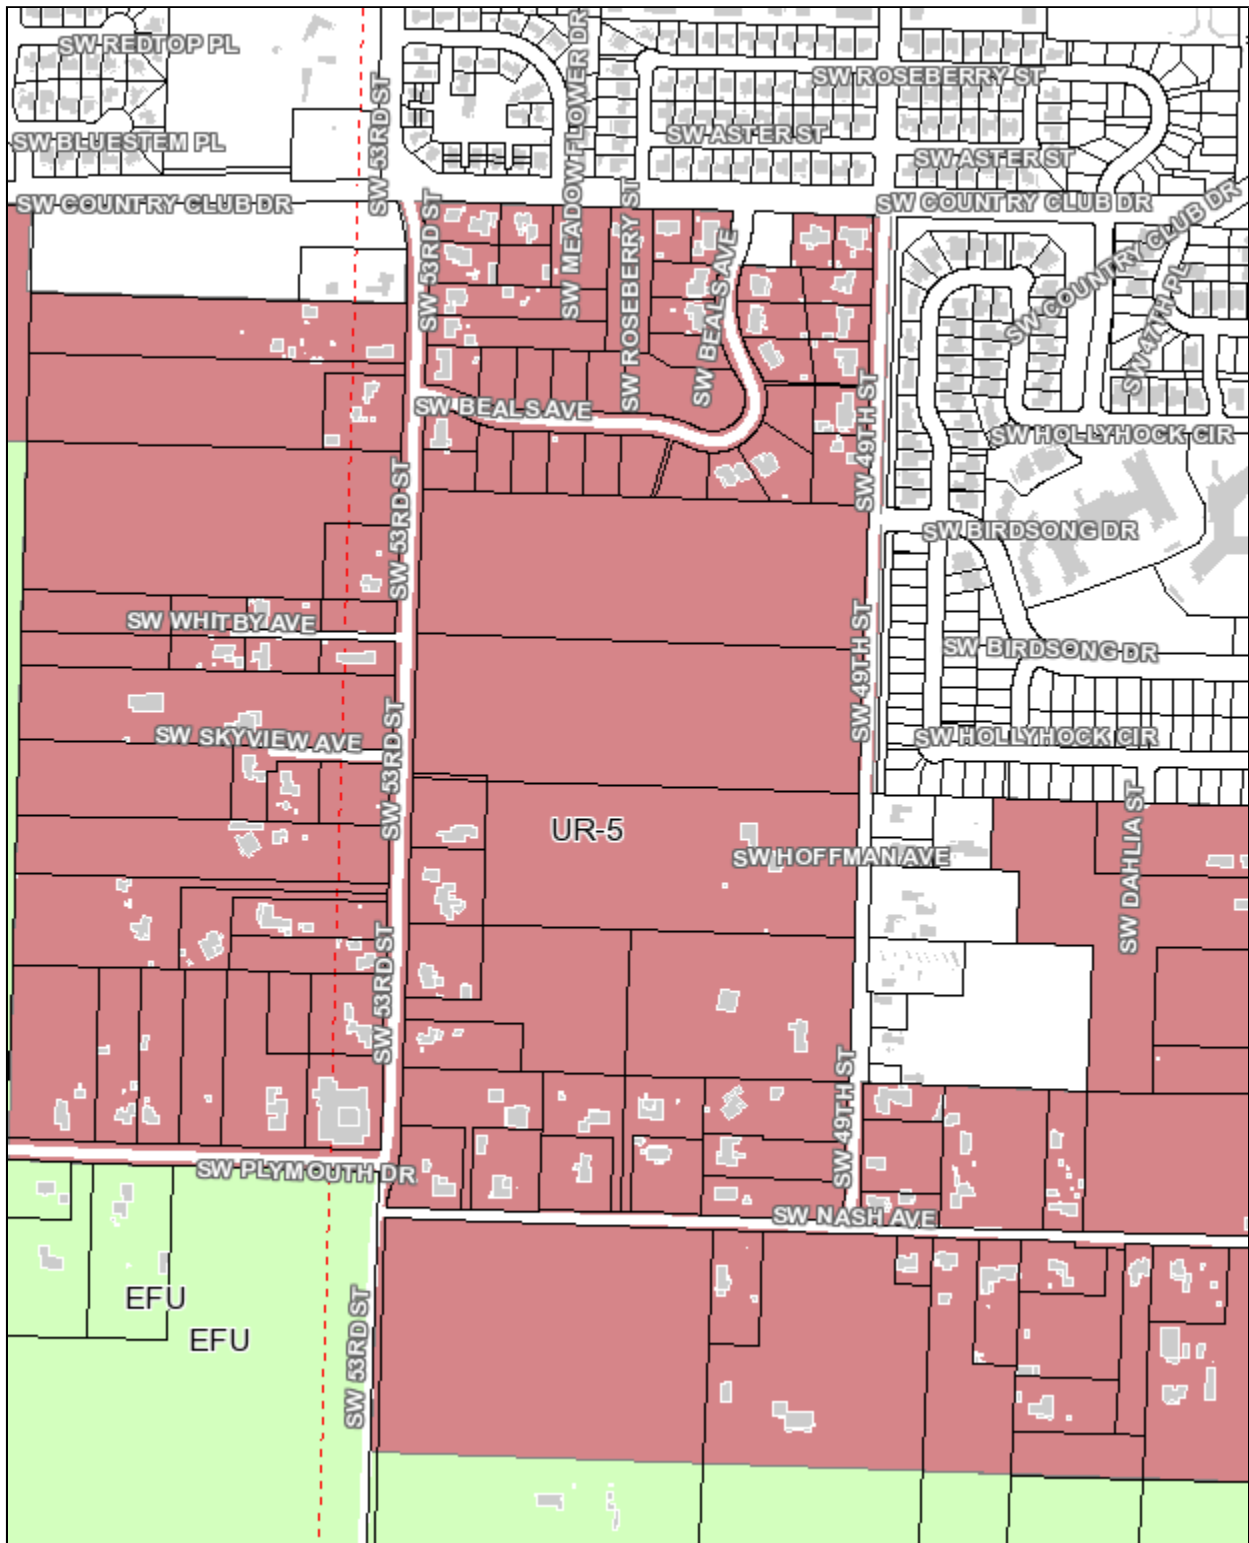 SW REDTOP PL
SW MEADOWFLOWER DR
SW ROSEBERRY ST
SW 53RD ST
SW BLUESTEM PL
SW ASTER ST
SW ASTER ST
SW COUNTRY CLUB DR
SW COUNTRY CLUB DR
SW COUNTRY CLUB DR
SW 53RD ST
SW ROSEBERRY ST
SW BEALS AVE
SW 47TH PL
SW BEALS AVE
SW 49TH ST
SW HOLLYHOCK CIR
SW 53RD ST
SW BIRDSONG DR
SW WHITBY AVE
SW 49TH ST
SW BIRDSONG DR
SW SKYVIEW AVE
SW 53RD ST
SW HOLLYHOCK CIR
UR-5
SW HOFFMAN AVE
SW DAHLIA ST
SW 53RD ST
SW 49TH ST
SW PLYMOUTH DR
SW NASH AVE
EFU
EFU
SW 53RD ST